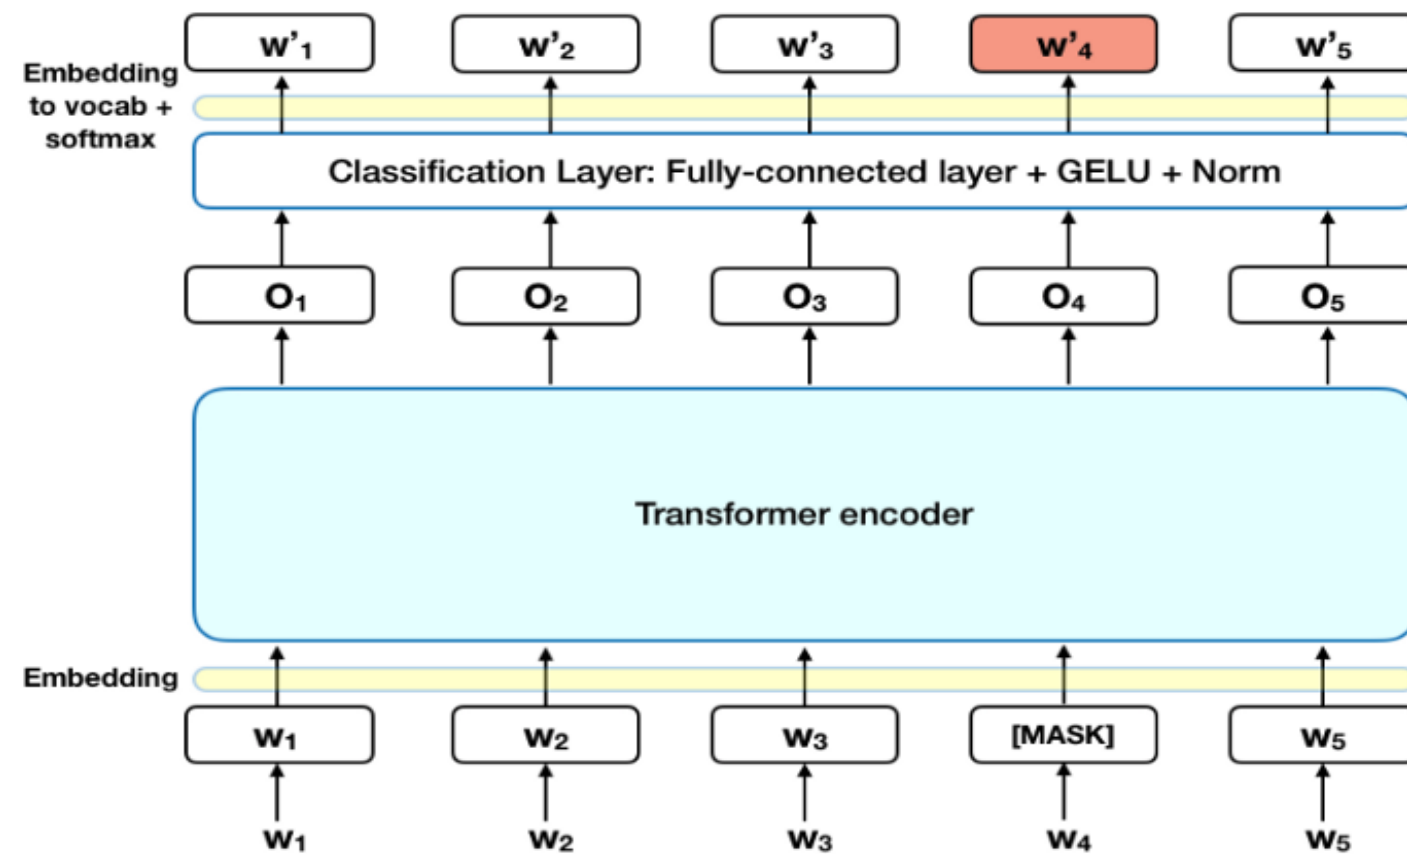 w’₁ w’₂ w’₃ w’₄ w’₅
Embedding
to vocab +
softmax
Classification Layer: Fully-connected layer + GELU + Norm
O₁ O₂ O₃ O₄ O₅
Transformer encoder
Embedding
w₁ w₂ w₃ [MASK] w₅
w₁ w₂ w₃ w₄ w₅